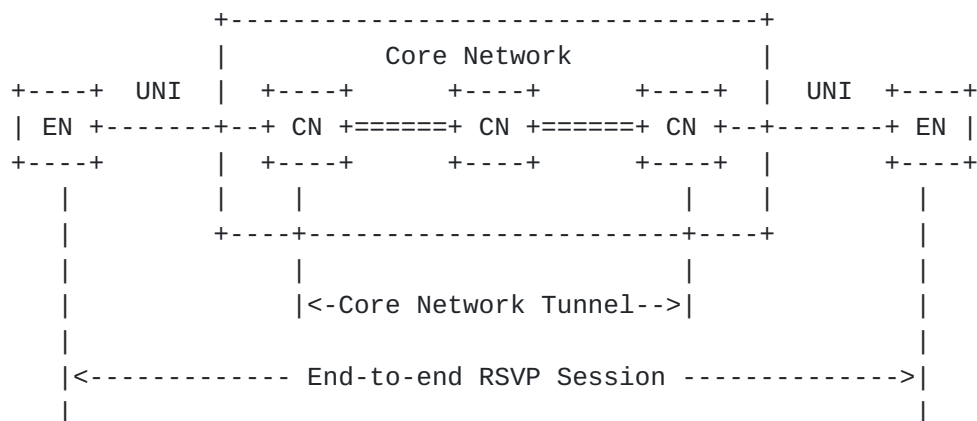 Core Network
UNI UNI
EN CN CN CN EN
<-Core Network Tunnel-->
<------------- End-to-end RSVP Session -------------->